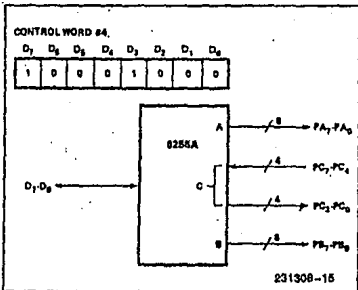 CONTROL WORD #4
D7 D6 D5 D4 D3 D2 D1 D0
1 0 0 0 1 0 0 0
8255A
A
8
PA7-PA0
4
PC7-PC4
D7-D0
C
4
PC3-PC0
B
8
PB7-PB0
231308-15